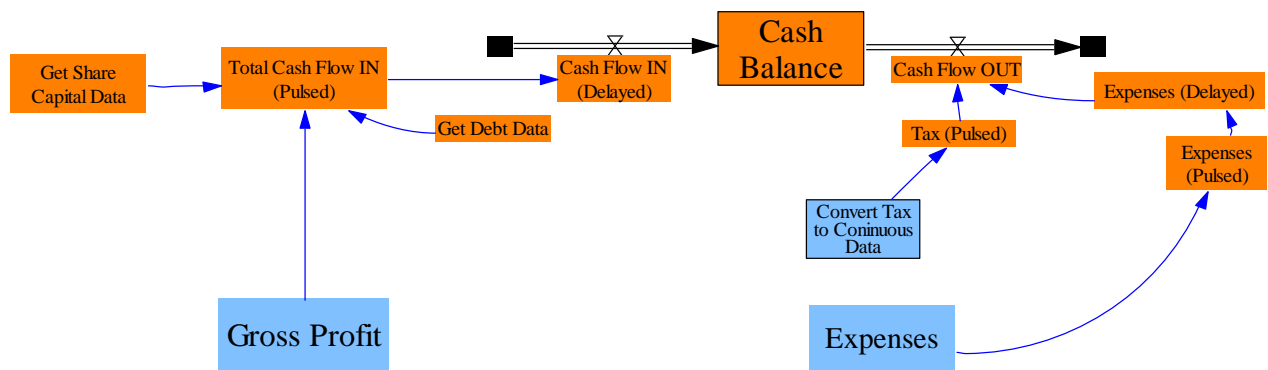 Cash
Balance
Get Share
Capital Data
Total Cash Flow IN
(Pulsed)
Cash Flow IN
(Delayed)
Cash Flow OUT
Expenses (Delayed)
Get Debt Data
Tax (Pulsed)
Expenses
(Pulsed)
Convert Tax
to Coninuous
Data
Gross Profit
Expenses